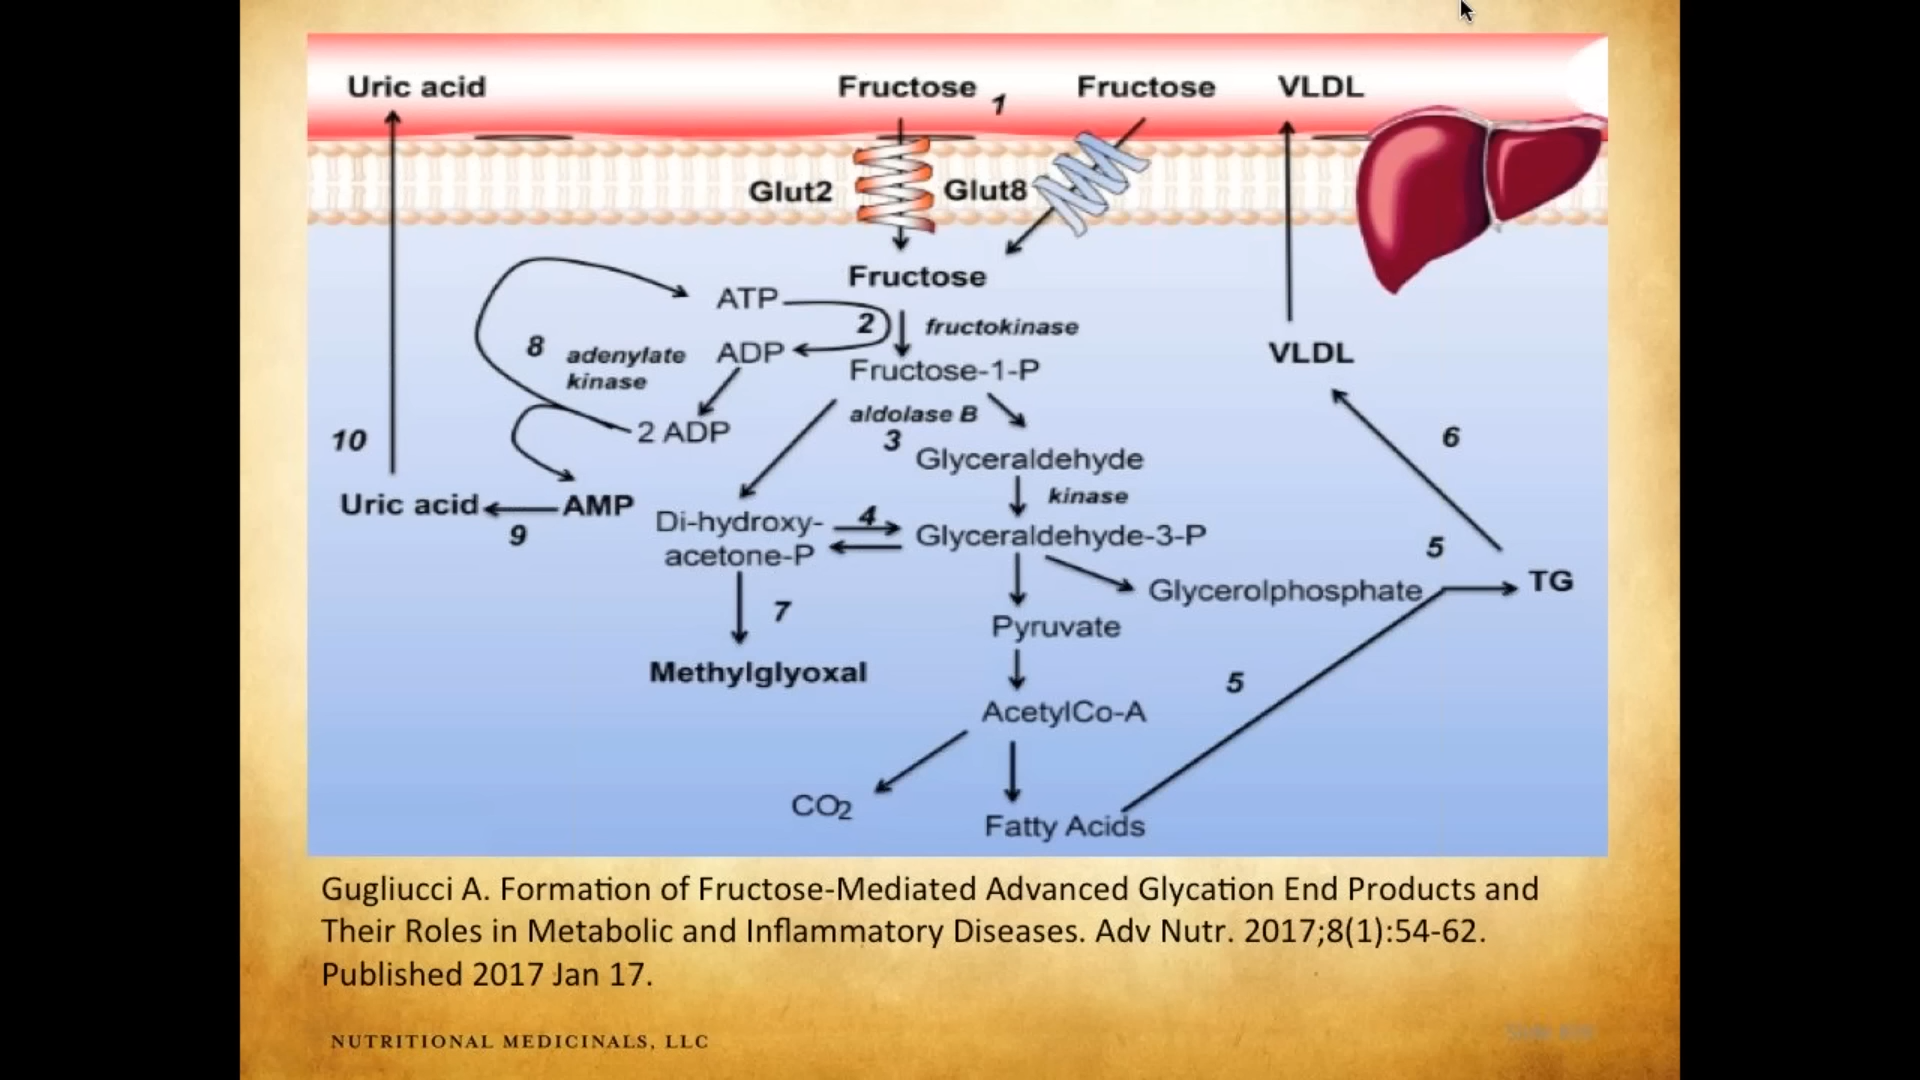 Uric acid
Fructose
1
Fructose
VLDL
Glut2
Glut8
Fructose
ATP
2
fructokinase
8
adenylate
kinase
ADP
Fructose-1-P
VLDL
aldolase B
3
2 ADP
10
6
Glyceraldehyde
kinase
Uric acid
AMP
9
Di-hydroxy-
acetone-P
4
Glyceraldehyde-3-P
5
Glycerolphosphate
TG
7
Pyruvate
Methylglyoxal
5
AcetylCo-A
CO2
Fatty Acids
Gugliucci A. Formation of Fructose-Mediated Advanced Glycation End Products and
Their Roles in Metabolic and Inflammatory Diseases. Adv Nutr. 2017;8(1):54-62.
Published 2017 Jan 17.
NUTRITIONAL MEDICINALS, LLC